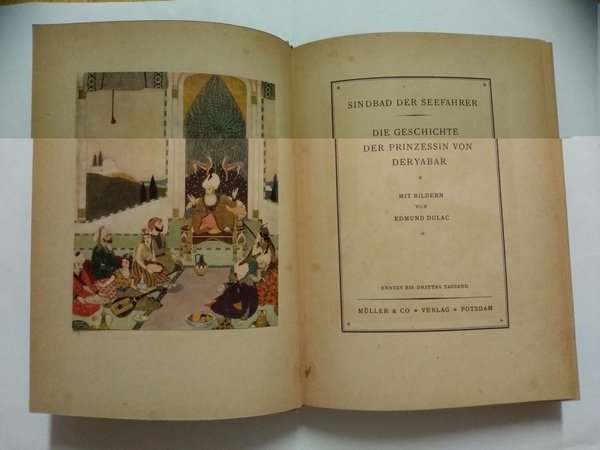 SINDBAD DER SEEFAHRER
DIE GESCHICHTE
DER PRINZESSIN VON
DERYABAR
*
MIT BILDERN
VON
EDMUND DULAC
*
ERSTES BIS DRITTES TAUSEND
MÜLLER & CO * VERLAG * POTSDAM